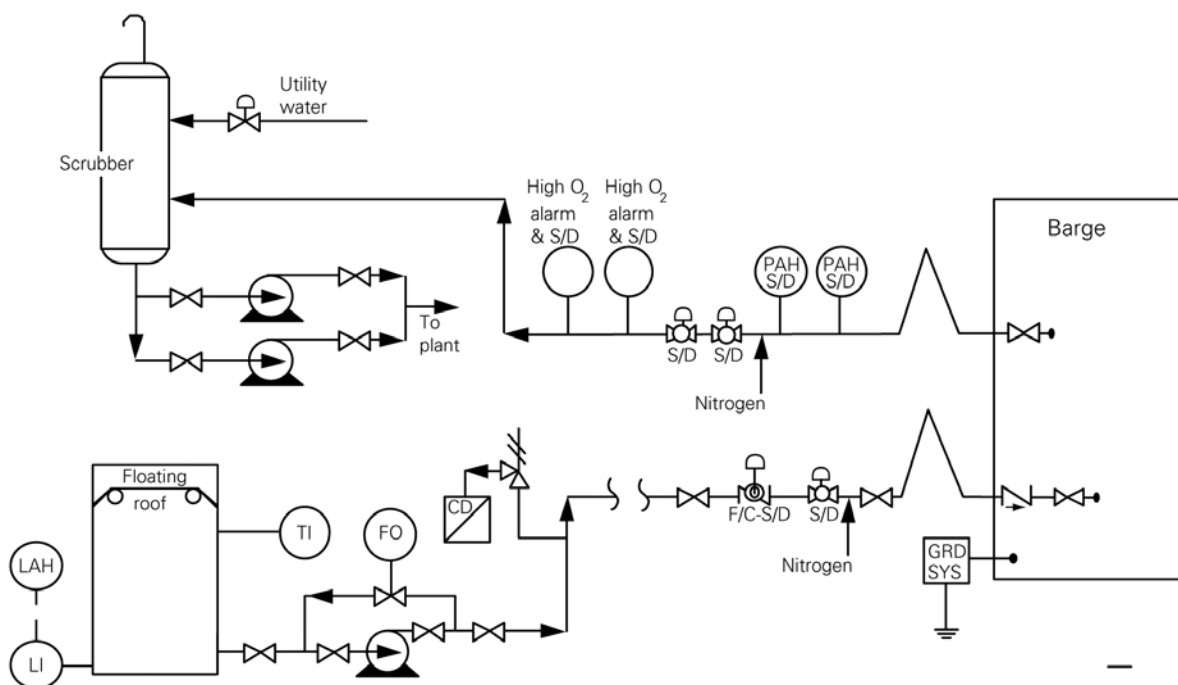 Utility
water
Scrubber
High O2
alarm
& S/D
High O2
alarm
& S/D
PAH
S/D
PAH
S/D
Barge
To
plant
S/D
S/D
Nitrogen
Floating
roof
CD
TI
FO
F/C-S/D
S/D
Nitrogen
GRD
SYS
LAH
LI